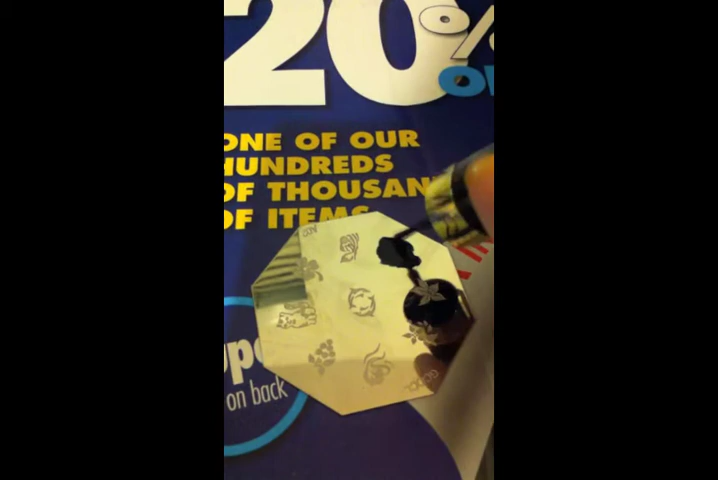 20%
ONE OF OUR
HUNDREDS
OF THOUSAN
OF ITEMS
on back